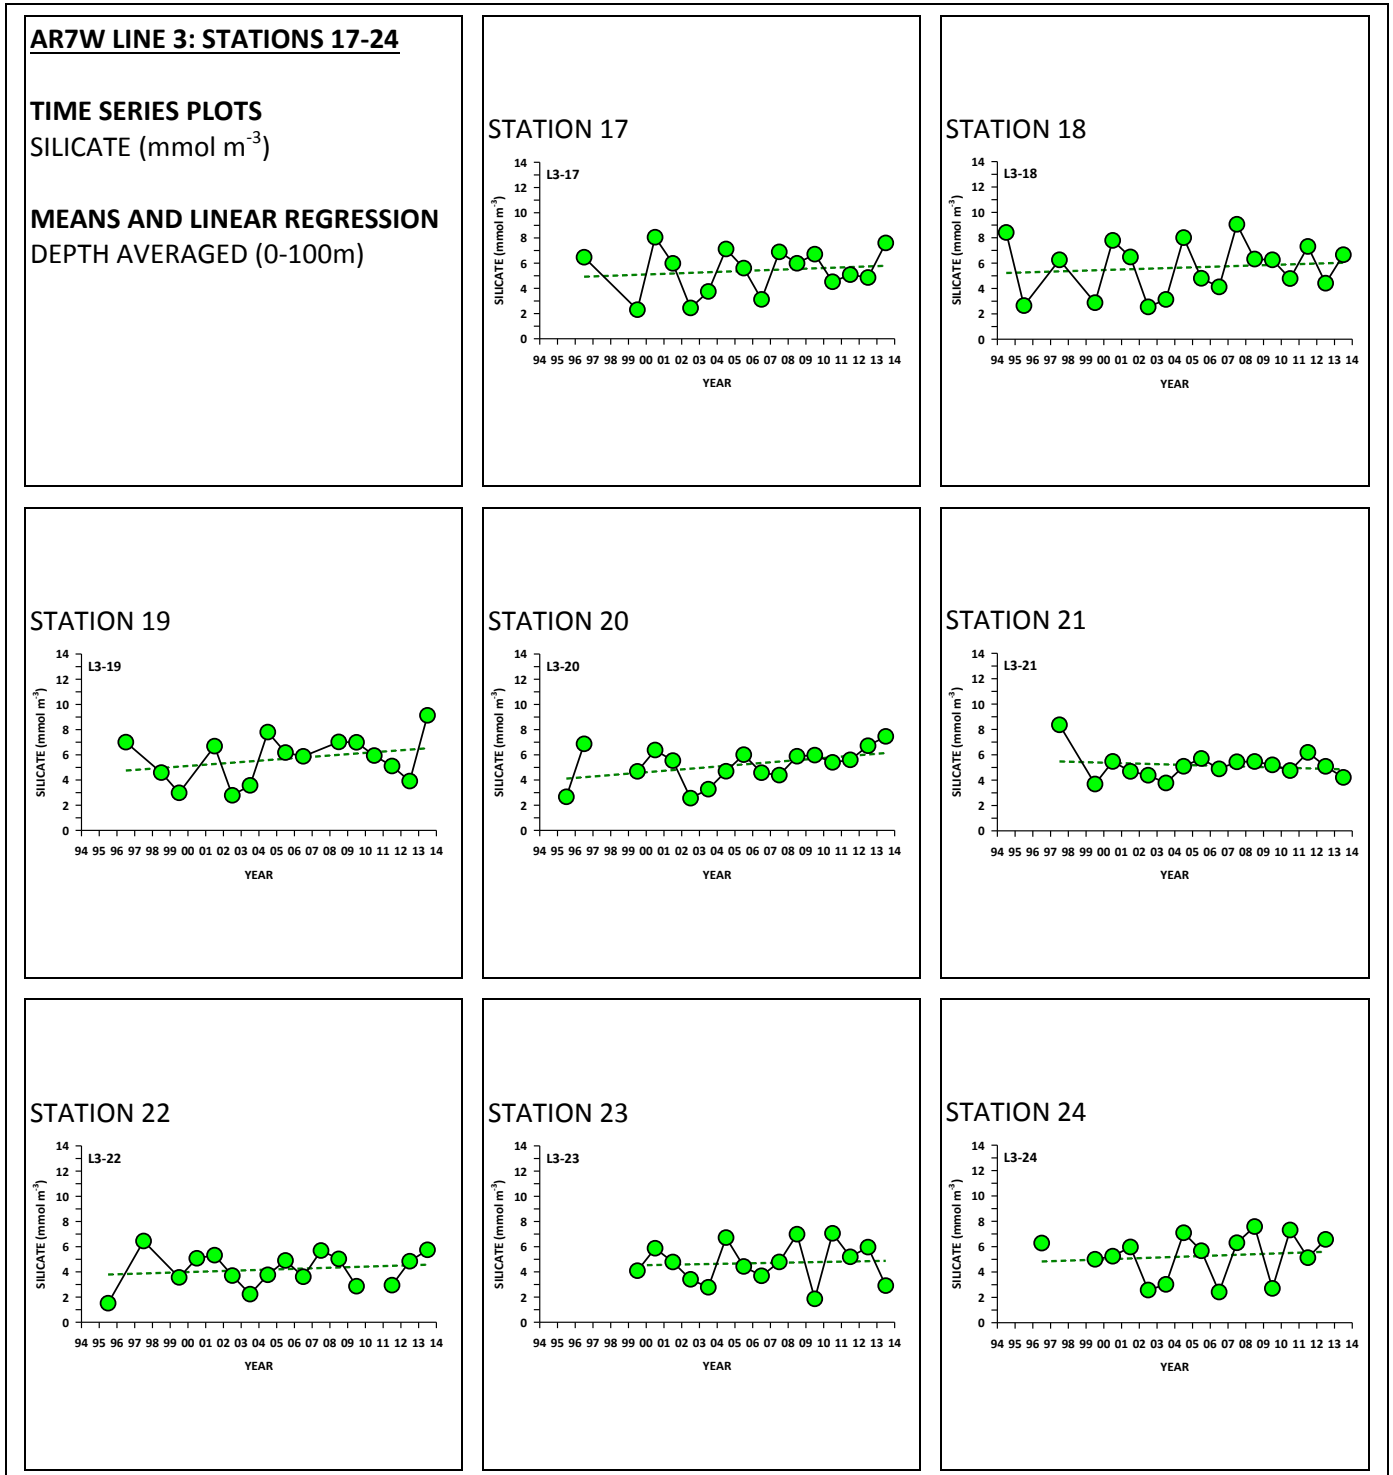 AR7W LINE 3: STATIONS 17-24
TIME SERIES PLOTS
SILICATE (mmol m-3)
MEANS AND LINEAR REGRESSION
DEPTH AVERAGED (0-100m)
STATION 17
L3-17
SILICATE (mmol m-3)
14
12
10
8
6
4
2
0
94 95 96 97 98 99 00 01 02 03 04 05 06 07 08 09 10 11 12 13 14
YEAR
STATION 18
L3-18
SILICATE (mmol m-3)
14
12
10
8
6
4
2
0
94 95 96 97 98 99 00 01 02 03 04 05 06 07 08 09 10 11 12 13 14
YEAR
STATION 19
L3-19
SILICATE (mmol m-3)
14
12
10
8
6
4
2
0
94 95 96 97 98 99 00 01 02 03 04 05 06 07 08 09 10 11 12 13 14
YEAR
STATION 20
L3-20
SILICATE (mmol m-3)
14
12
10
8
6
4
2
0
94 95 96 97 98 99 00 01 02 03 04 05 06 07 08 09 10 11 12 13 14
YEAR
STATION 21
L3-21
SILICATE (mmol m-3)
14
12
10
8
6
4
2
0
94 95 96 97 98 99 00 01 02 03 04 05 06 07 08 09 10 11 12 13 14
YEAR
STATION 22
L3-22
SILICATE (mmol m-3)
14
12
10
8
6
4
2
0
94 95 96 97 98 99 00 01 02 03 04 05 06 07 08 09 10 11 12 13 14
YEAR
STATION 23
L3-23
SILICATE (mmol m-3)
14
12
10
8
6
4
2
0
94 95 96 97 98 99 00 01 02 03 04 05 06 07 08 09 10 11 12 13 14
YEAR
STATION 24
L3-24
SILICATE (mmol m-3)
14
12
10
8
6
4
2
0
94 95 96 97 98 99 00 01 02 03 04 05 06 07 08 09 10 11 12 13 14
YEAR